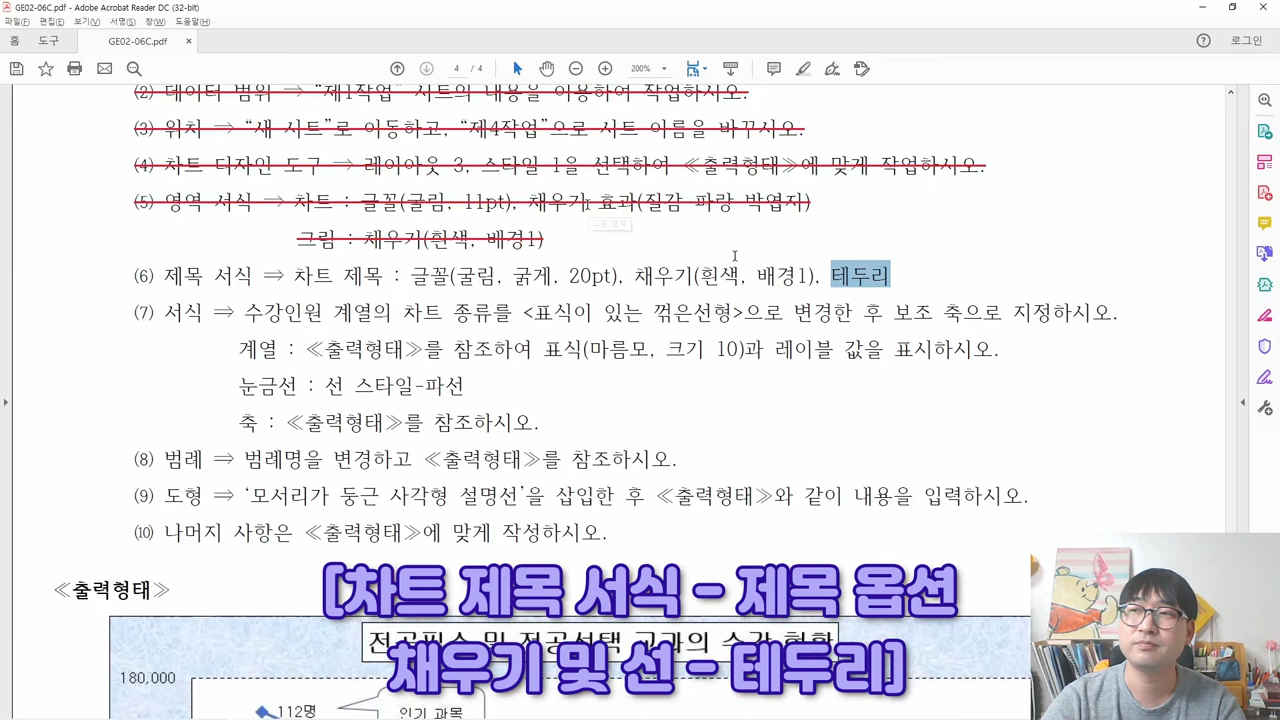 GE02-06C.pdf - Adobe Acrobat Reader DC (32-bit)
파일(F) 편집(E) 보기(V) 서명(S) 창(W) 도움말(H)
홈 도구 GE02-06C.pdf × 로그인
4 / 4 200%
(2) 데이터 범위 ⇒ “제1작업” 시트의 내용을 이용하여 작업하시오.
(3) 위치 ⇒ “새 시트”로 이동하고, “제4작업”으로 시트 이름을 바꾸시오.
(4) 차트 디자인 도구 ⇒ 레이아웃 3, 스타일 1을 선택하여 ≪출력형태≫에 맞게 작업하시오.
(5) 영역 서식 ⇒ 차트 : 글꼴(굴림, 11pt), 채우기 효과(질감-파랑 박엽지)
그림 : 채우기(흰색, 배경1)
(6) 제목 서식 ⇒ 차트 제목 : 글꼴(굴림, 굵게, 20pt), 채우기(흰색, 배경1), 테두리
(7) 서식 ⇒ 수강인원 계열의 차트 종류를 <표식이 있는 꺾은선형>으로 변경한 후 보조 축으로 지정하시오.
계열 : ≪출력형태≫를 참조하여 표식(마름모, 크기 10)과 레이블 값을 표시하시오.
눈금선 : 선 스타일-파선
축 : ≪출력형태≫를 참조하시오.
(8) 범례 ⇒ 범례명을 변경하고 ≪출력형태≫를 참조하시오.
(9) 도형 ⇒ ‘모서리가 둥근 사각형 설명선’을 삽입한 후 ≪출력형태≫와 같이 내용을 입력하시오.
(10) 나머지 사항은 ≪출력형태≫에 맞게 작성하시오.
≪출력형태≫
[차트 제목 서식 - 제목 옵션
전공필수 및 전공선택 교과의 수강 현황
채우기 및 선 - 테두리]
180,000
112명
인기 과목